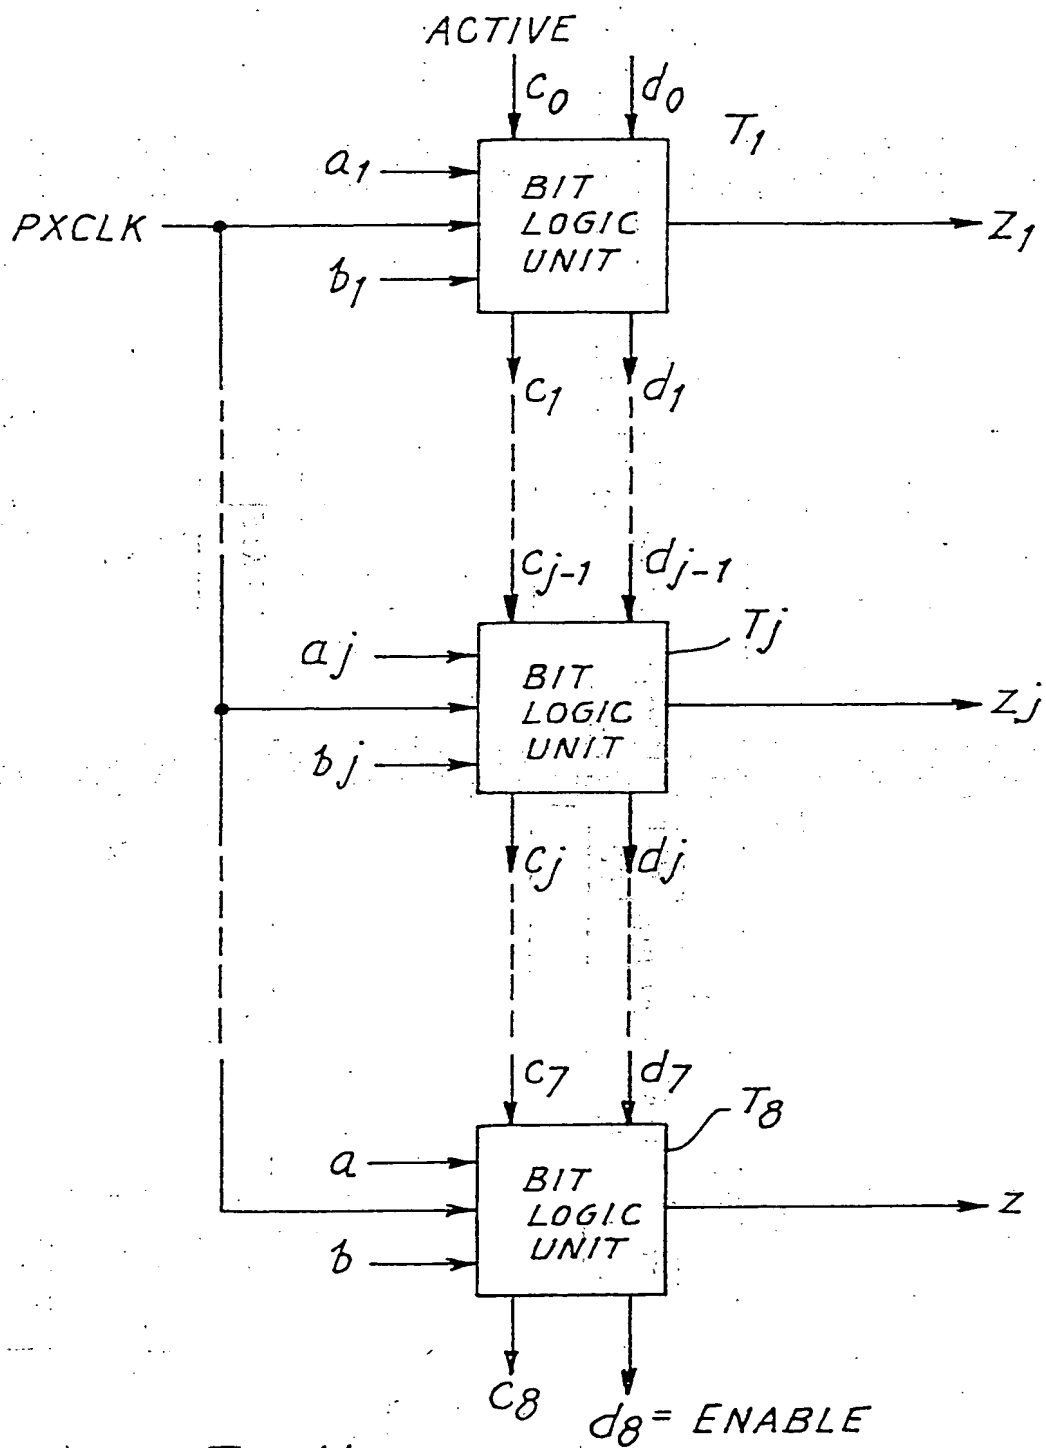 ACTIVE
c0 d0
T1
a1
BIT
LOGIC
UNIT
PXCLK
z1
b1
c1 d1
cj-1 dj-1
Tj
aj
BIT
LOGIC
UNIT
zj
bj
cj dj
c7 d7
T8
a
BIT
LOGIC
UNIT
z
b
c8
d8 = ENABLE